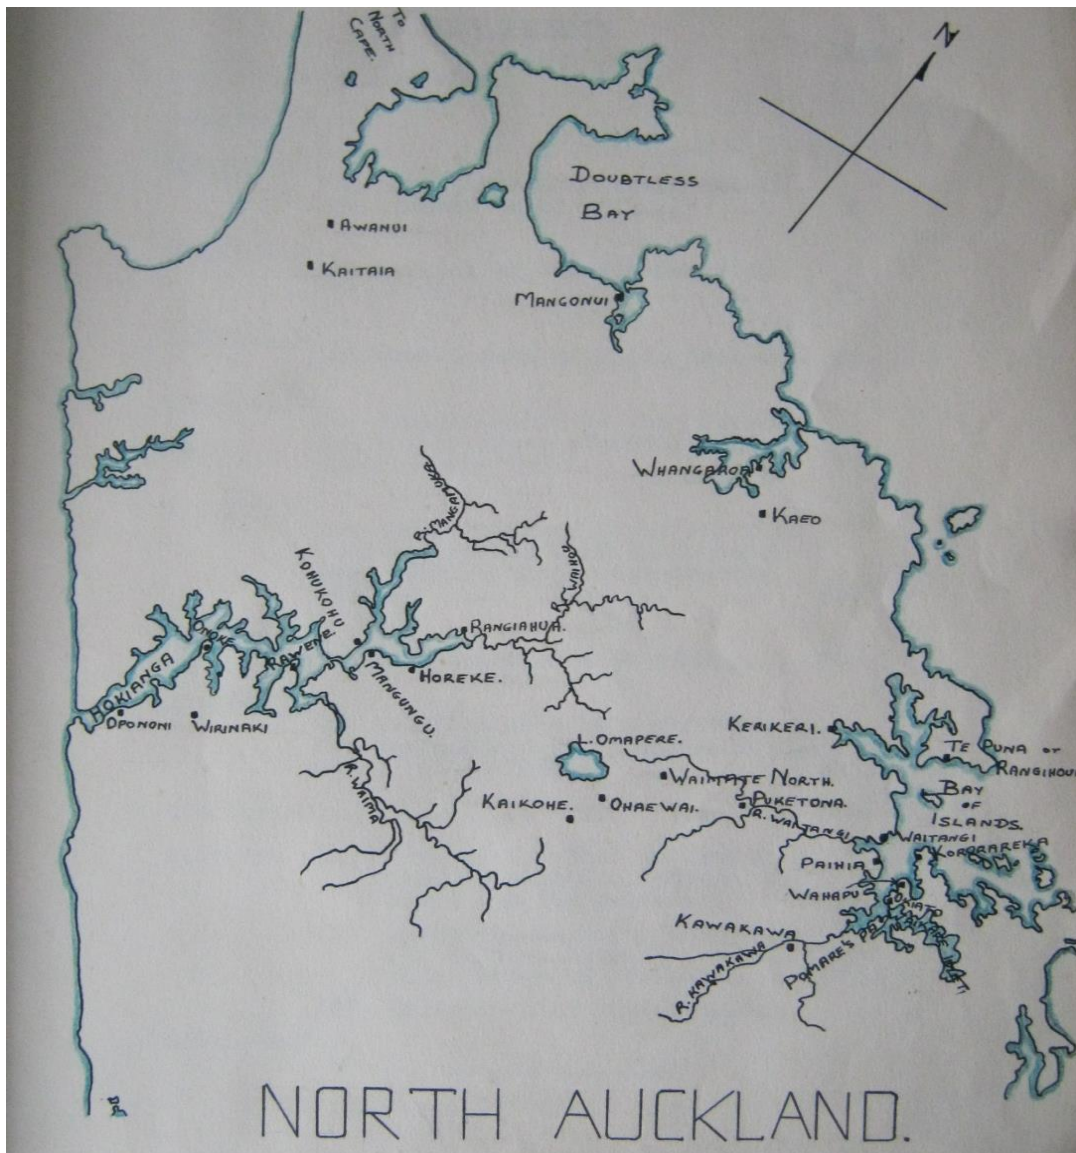 TO
NORTH
CAPE.
N
DOUBTLESS
BAY
AWANUI
KAITAIA
MANGONUI
WHANGAROA
KAEO
R. MANGAMUKA
R. WAIHOU
KOHUKOHU
RANGIAHUA.
ONOKE
RAWENE.
HOREKE.
MANGUNGU.
HOKIANGA
OPONONI
WIRINAKI
KERIKERI.
L. OMAPERE.
TE PUNA OR
RANGIHOUA
WAIMATE NORTH.
BAY
OF
ISLANDS.
R. WAIMA
KAIKOHE.
OHAEWAI.
PUKETONA.
R. WAITANGI
WAITANGI
KORORAREKA
PAIHIA
WAHAPU
OKIATO
KAWAKAWA
R. KAWAKAWA
POMARE'S PA
NORTH AUCKLAND.